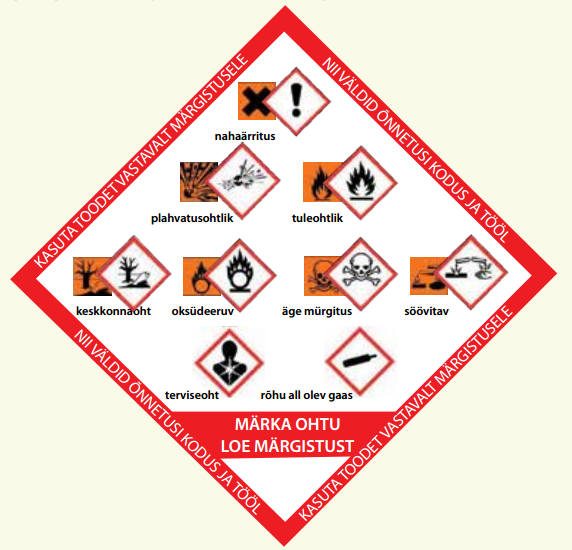 KASUTA TOODET VASTAVALT MÄRGISTUSELE
NII VÄLDID ÕNNETUSI KODUS JA TÖÖL
nahaärritus
plahvatusohtlik
tuleohtlik
keskkonnaoht
oksüdeeruv
äge mürgitus
söövitav
terviseoht
rõhu all olev gaas
MÄRKA OHTU
LOE MÄRGISTUST
NII VÄLDID ÕNNETUSI KODUS JA TÖÖL
KASUTA TOODET VASTAVALT MÄRGISTUSELE